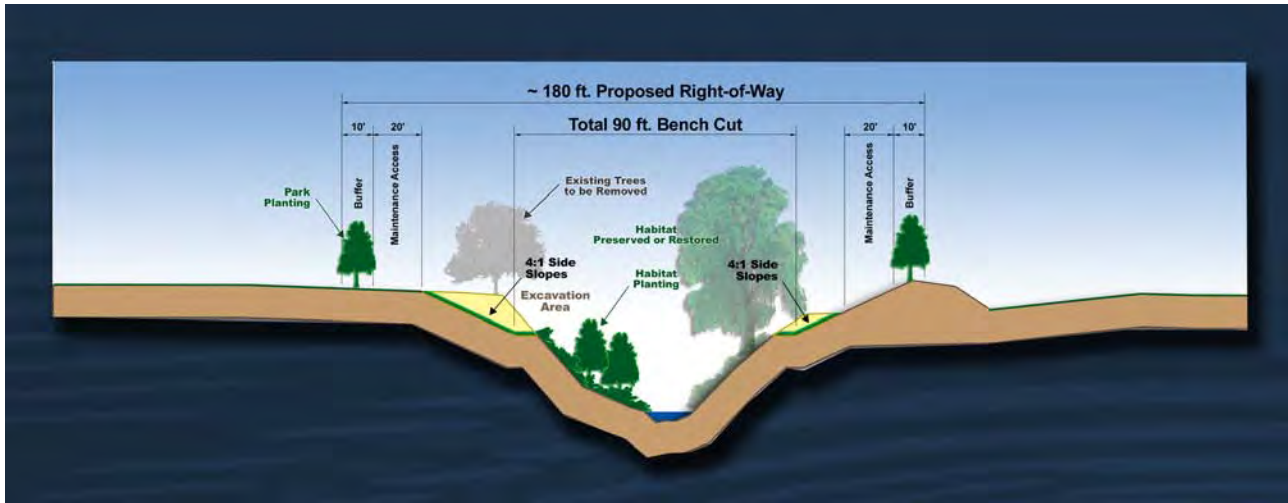 ~ 180 ft. Proposed Right-of-Way
Total 90 ft. Bench Cut
10'
20'
20'
10'
Buffer
Maintenance Access
Maintenance Access
Buffer
Existing Trees
to be Removed
Park
Planting
Habitat
Preserved or Restored
4:1 Side
Slopes
Habitat
Planting
4:1 Side
Slopes
Excavation
Area